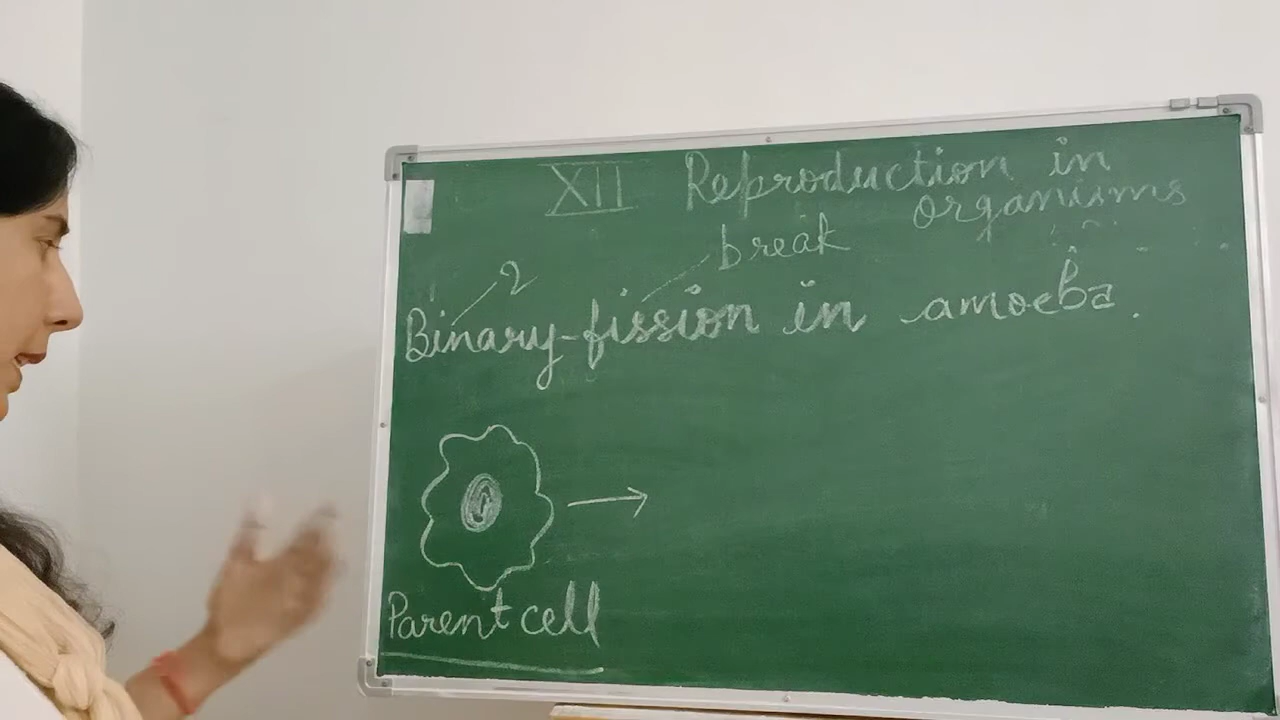 XII Reproduction in
organisms
break
2
Binary-fission in amoeba.
Parent cell